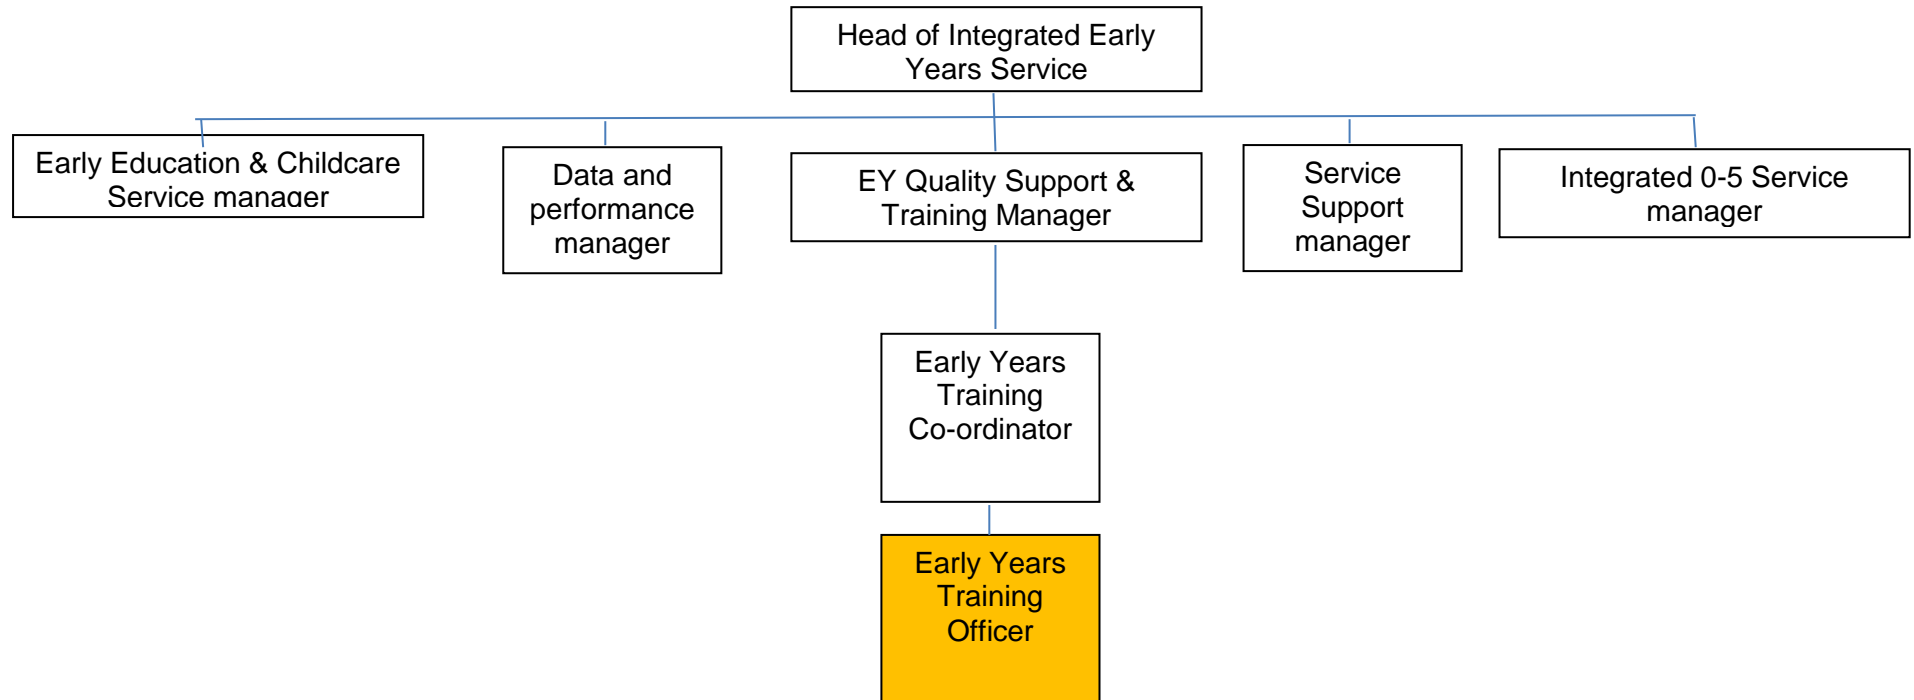 Head of Integrated Early
Years Service
Early Education & Childcare
Service manager
Data and
performance
manager
EY Quality Support &
Training Manager
Service
Support
manager
Integrated 0-5 Service
manager
Early Years
Training
Co-ordinator
Early Years
Training
Officer